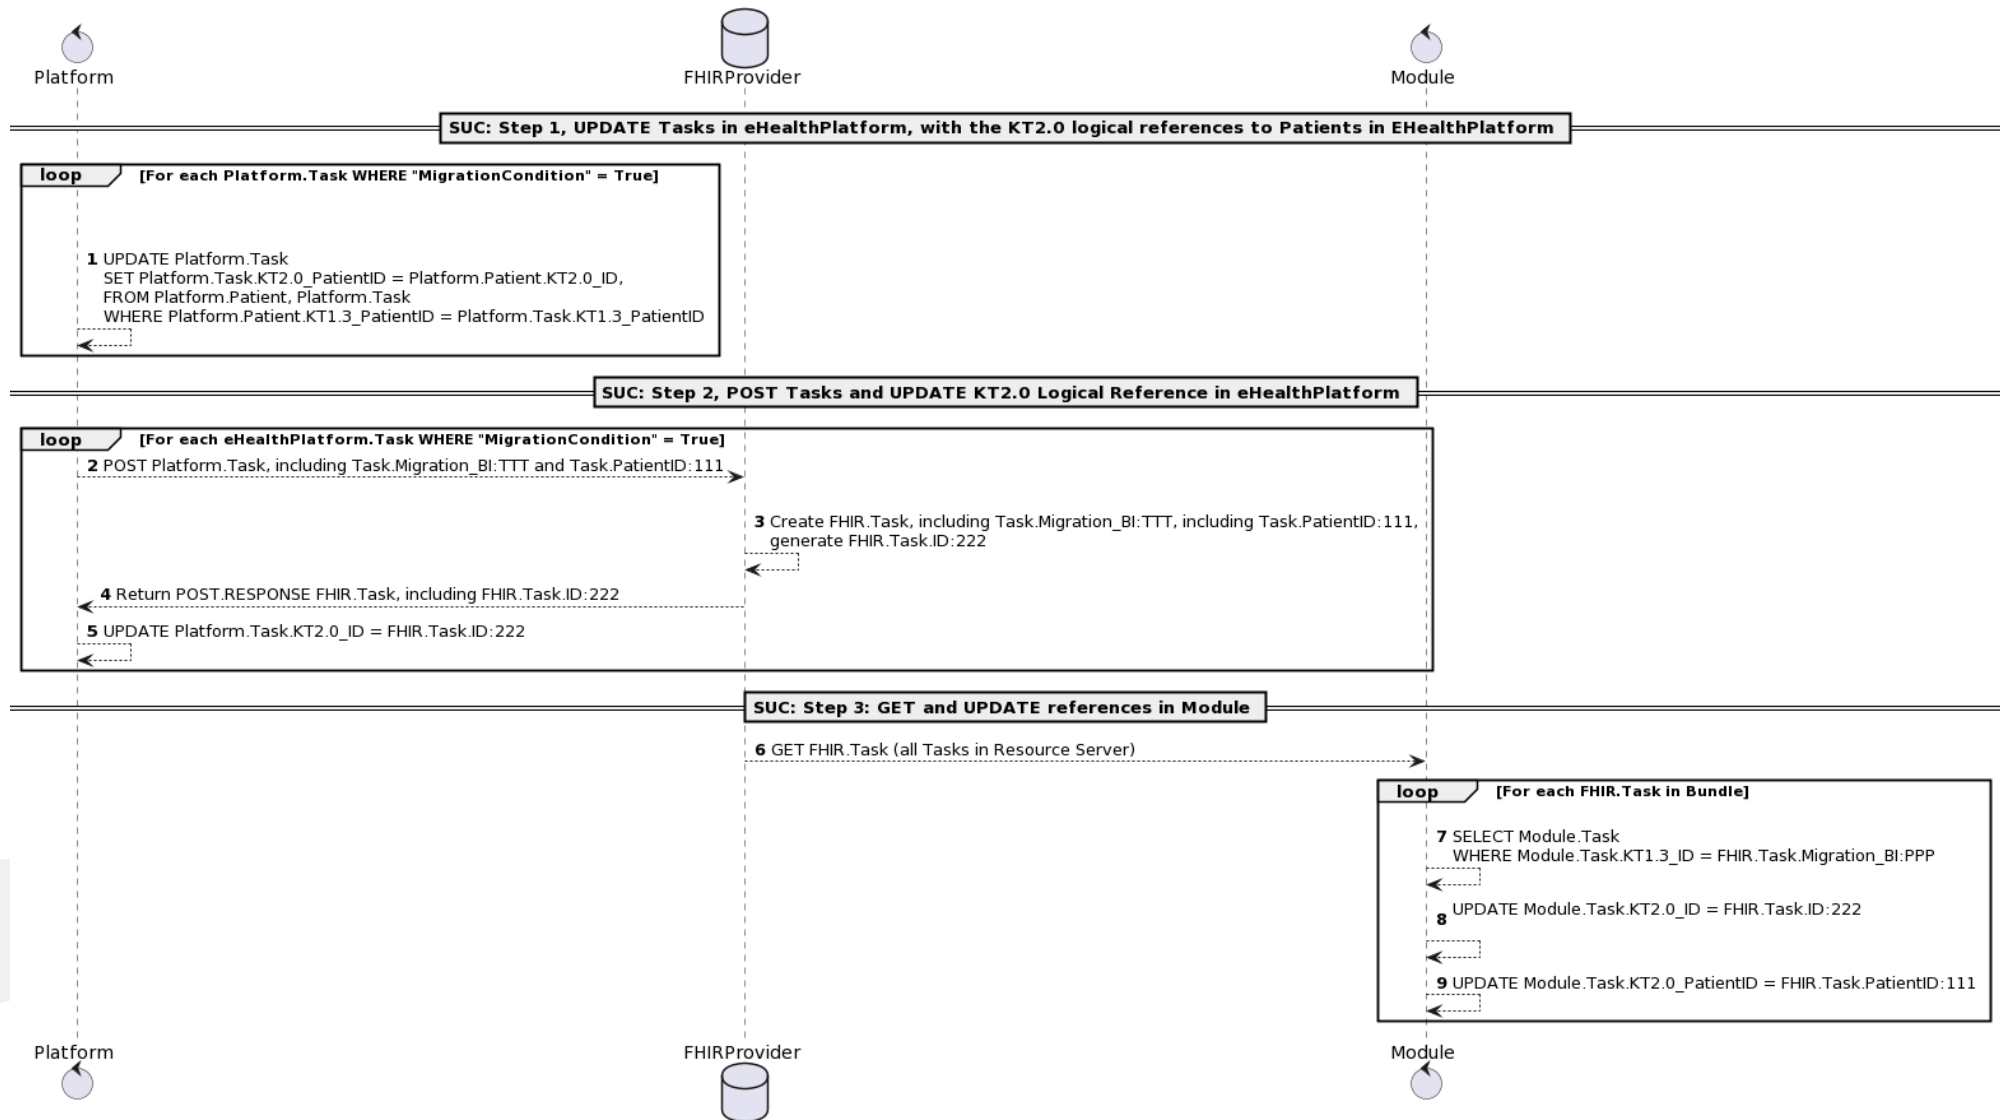 Platform
FHIRProvider
Module
SUC: Step 1, UPDATE Tasks in eHealthPlatform, with the KT2.0 logical references to Patients in EHealthPlatform
loop [For each Platform.Task WHERE "MigrationCondition" = True]
1 UPDATE Platform.Task
SET Platform.Task.KT2.0_PatientID = Platform.Patient.KT2.0_ID,
FROM Platform.Patient, Platform.Task
WHERE Platform.Patient.KT1.3_PatientID = Platform.Task.KT1.3_PatientID
SUC: Step 2, POST Tasks and UPDATE KT2.0 Logical Reference in eHealthPlatform
loop [For each eHealthPlatform.Task WHERE "MigrationCondition" = True]
2 POST Platform.Task, including Task.Migration_BI:TTT and Task.PatientID:111
3 Create FHIR.Task, including Task.Migration_BI:TTT, including Task.PatientID:111,
generate FHIR.Task.ID:222
4 Return POST.RESPONSE FHIR.Task, including FHIR.Task.ID:222
5 UPDATE Platform.Task.KT2.0_ID = FHIR.Task.ID:222
SUC: Step 3: GET and UPDATE references in Module
6 GET FHIR.Task (all Tasks in Resource Server)
loop [For each FHIR.Task in Bundle]
7 SELECT Module.Task
WHERE Module.Task.KT1.3_ID = FHIR.Task.Migration_BI:PPP
8 UPDATE Module.Task.KT2.0_ID = FHIR.Task.ID:222
9 UPDATE Module.Task.KT2.0_PatientID = FHIR.Task.PatientID:111
Platform
FHIRProvider
Module